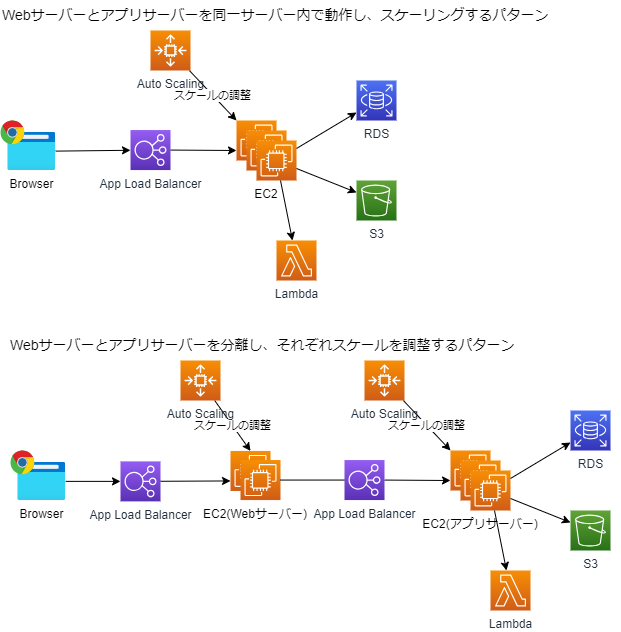 Webサーバーとアプリサーバーを同一サーバー内で動作し、スケーリングするパターン
Auto Scaling
スケールの調整
Browser
App Load Balancer
EC2
RDS
S3
Lambda
Webサーバーとアプリサーバーを分離し、それぞれスケールを調整するパターン
Auto Scaling
スケールの調整
Auto Scaling
スケールの調整
Browser
App Load Balancer
EC2(Webサーバー)
App Load Balancer
EC2(アプリサーバー)
RDS
S3
Lambda